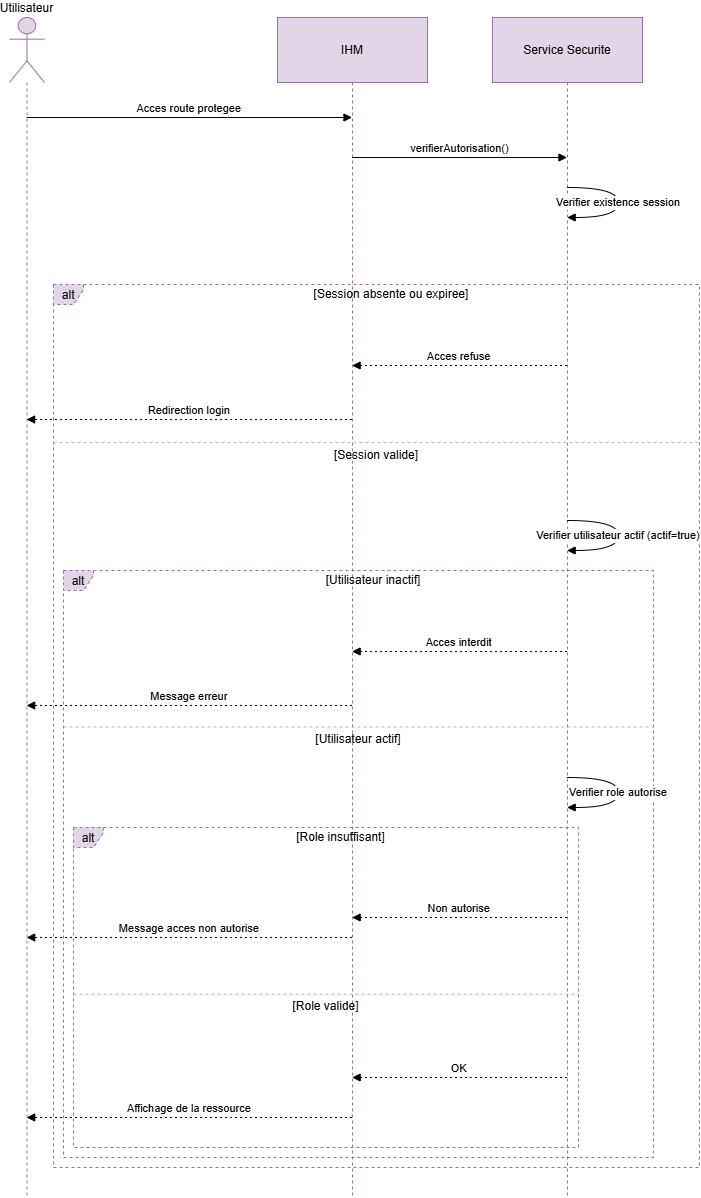 Utilisateur
IHM
Service Securite
Acces route protegee
verifierAutorisation()
Verifier existence session
alt
[Session absente ou expiree]
Acces refuse
Redirection login
[Session valide]
Verifier utilisateur actif (actif=true)
alt
[Utilisateur inactif]
Acces interdit
Message erreur
[Utilisateur actif]
Verifier role autorise
alt
[Role insuffisant]
Non autorise
Message acces non autorise
[Role valide]
OK
Affichage de la ressource